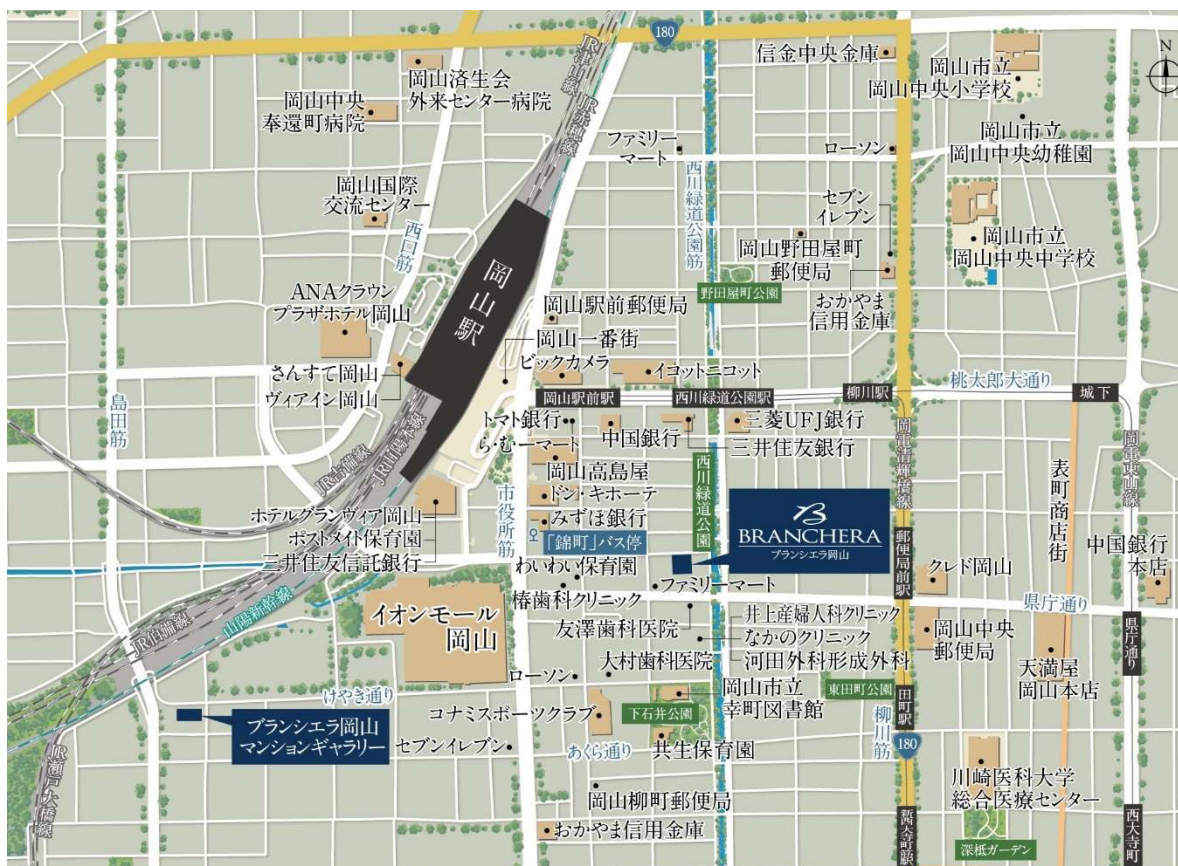 180
JR津山線
JR赤穂線
信金中央金庫
岡山市立
岡山中央小学校
N
岡山済生会
外来センター病院
岡山中央
奉還町病院
ファミリー
マート
ローソン
岡山市立
岡山中央幼稚園
西川緑道公園筋
岡山国際
交流センター
西口筋
セブン
イレブン
岡山野田屋町
郵便局
岡山市立
岡山中央中学校
岡山駅
野田屋町公園
おかやま
信用金庫
ANAクラウン
プラザホテル岡山
岡山駅前郵便局
岡山一番街
ビックカメラ
イコットニコット
さんすて岡山
ヴィアイン岡山
岡山駅前駅
西川緑道公園駅
柳川駅
桃太郎大通り
城下
島田筋
トマト銀行
ら・むーマート
中国銀行
三菱UFJ銀行
三井住友銀行
岡電清輝橋線
岡電東山線
JR吉備線
JR山陽本線
岡山高島屋
ドン・キホーテ
みずほ銀行
市役所筋
西川緑道公園
表町商店街
ホテルグランヴィア岡山
ポストメイト保育園
三井住友信託銀行
「錦町」バス停
BRANCHERA
ブランシエラ岡山
郵便局前駅
中国銀行
本店
わいわい保育園
ファミリーマート
クレド岡山
椿歯科クリニック
県庁通り
JR伯備線
山陽新幹線
イオンモール
岡山
友澤歯科医院
井上産婦人科クリニック
なかのクリニック
河田外科形成外科
岡山中央
郵便局
県庁通り
天満屋
岡山本店
大村歯科医院
ローソン
けやき通り
岡山市立
幸町図書館
東田町公園
田町駅
コナミスポーツクラブ
下石井公園
ブランシエラ岡山
マンションギャラリー
セブンイレブン
あくら通り
共生保育園
柳川筋
180
JR瀬戸大橋線
川崎医科大学
総合医療センター
岡山柳町郵便局
おかやま信用金庫
新西大寺町筋駅
深柢ガーデン
西大寺町